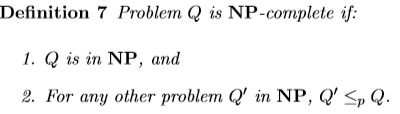 Definition 7 Problem Q is NP-complete if:
1. Q is in NP, and
2. For any other problem Q′ in NP, Q′ ≤p Q.